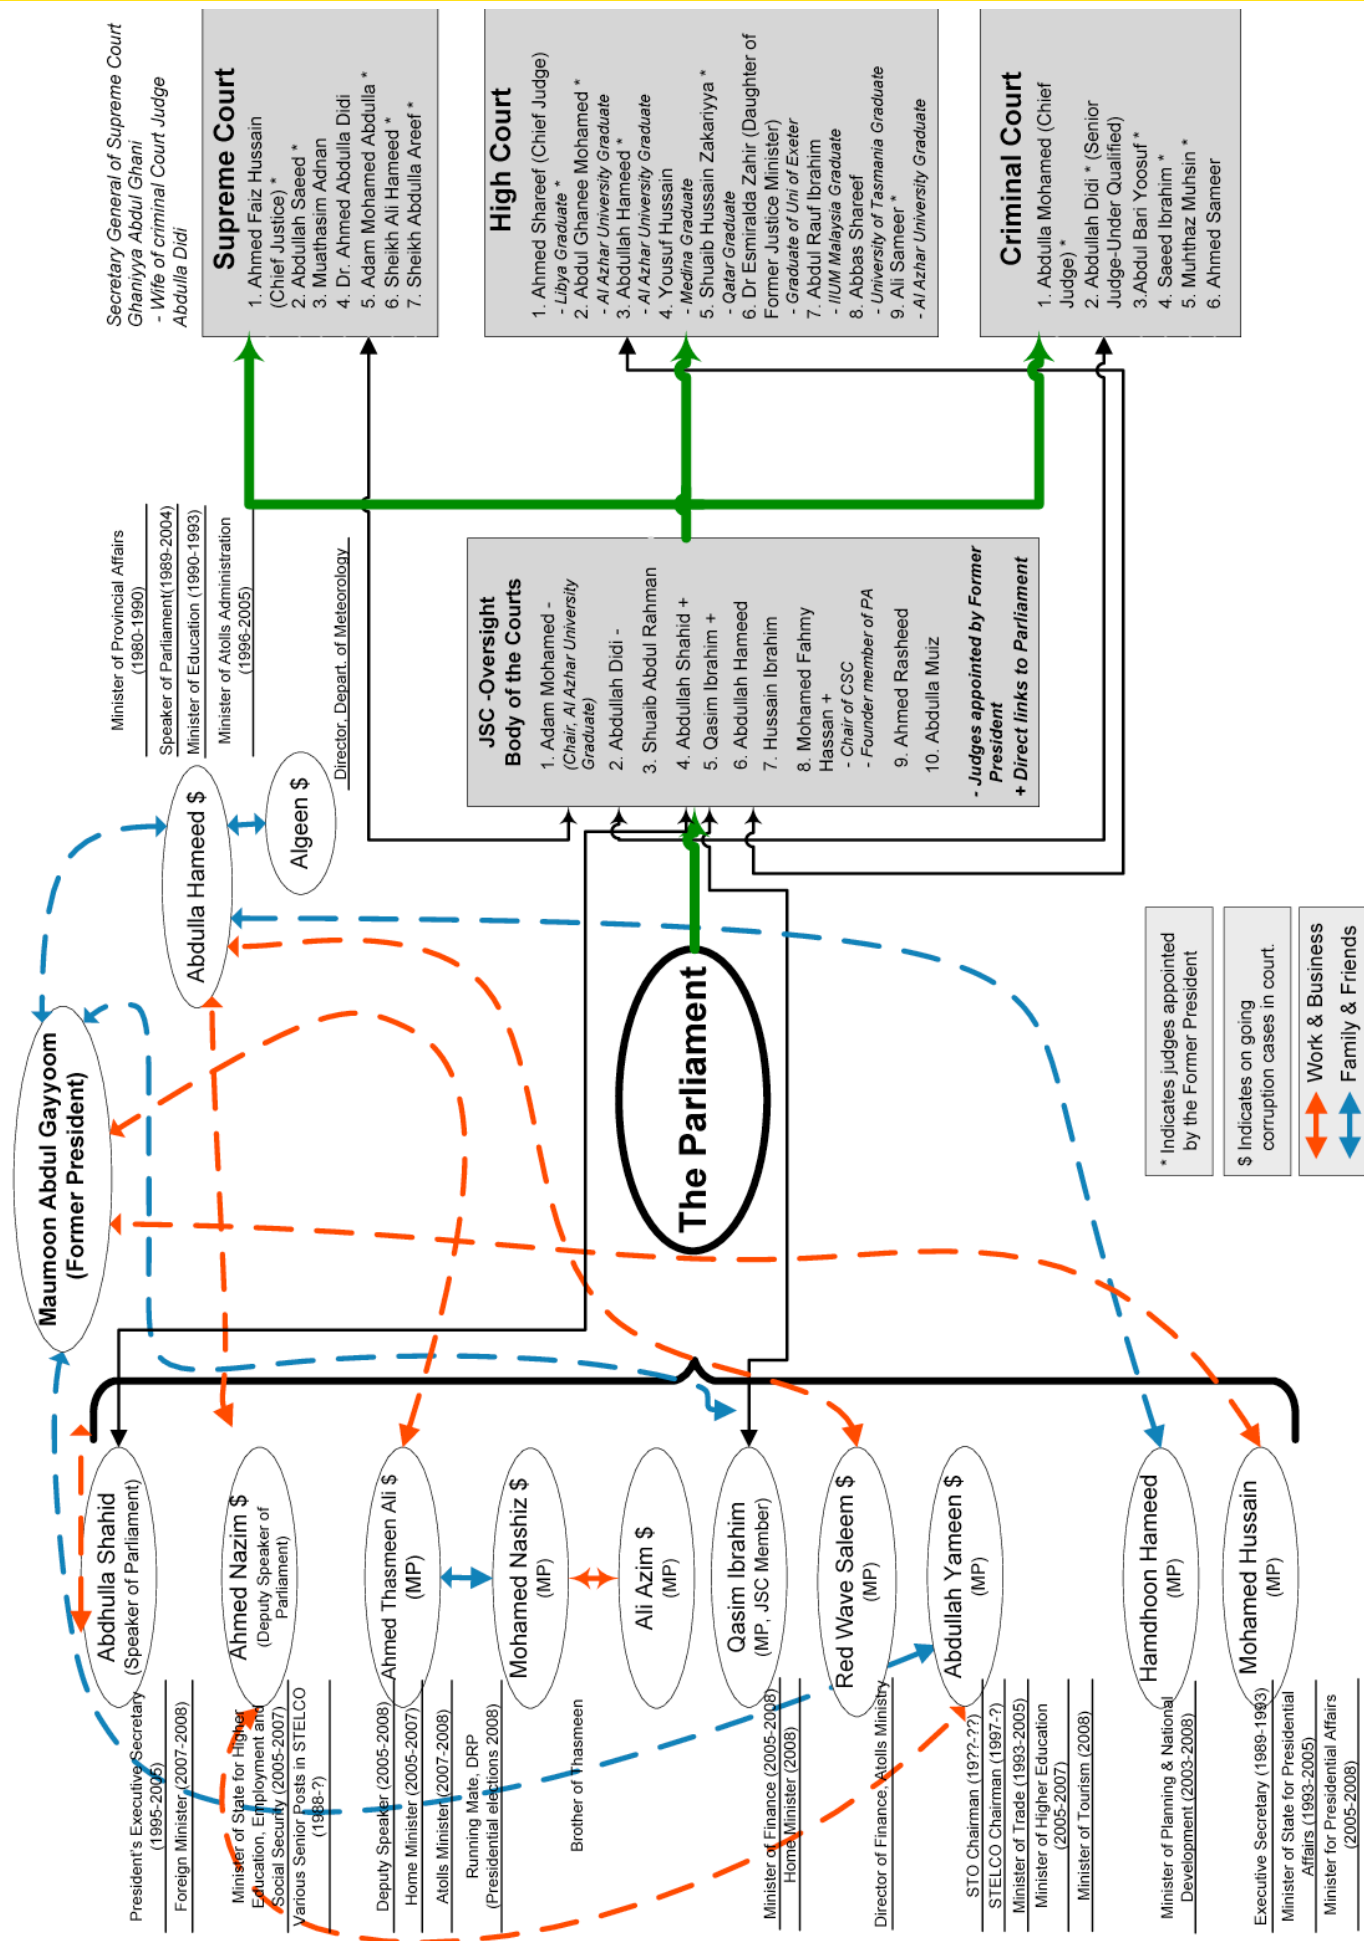 Maumoon Abdul Gayyoom
(Former President)
Abdulla Hameed $
Algeen $
Minister of Provincial Affairs
(1980-1990)
Speaker of Parliament(1989-2004)
Minister of Education (1990-1993)
Minister of Atolls Administration
(1996-2005)
Director, Depart. of Meteorology
Secretary General of Supreme Court
Ghaniyya Abdul Ghani
- Wife of criminal Court Judge
Abdulla Didi
Supreme Court
1. Ahmed Faiz Hussain
(Chief Justice) *
2. Abdullah Saeed *
3. Muathasim Adnan
4. Dr. Ahmed Abdulla Didi
5. Adam Mohamed Abdulla *
6. Sheikh Ali Hameed *
7. Sheikh Abdulla Areef *
High Court
1. Ahmed Shareef (Chief Judge)
- Libya Graduate *
2. Abdul Ghanee Mohamed *
- Al Azhar University Graduate
3. Abdullah Hameed *
- Al Azhar University Graduate
4. Yousuf Hussain
- Medina Graduate
5. Shuaib Hussain Zakariyya *
- Qatar Graduate
6. Dr Esmiralda Zahir (Daughter of
Former Justice Minister)
- Graduate of Uni of Exeter
7. Abdul Rauf Ibrahim
- IIUM Malaysia Graduate
8. Abbas Shareef
- University of Tasmania Graduate
9. Ali Sameer *
- Al Azhar University Graduate
Criminal Court
1. Abdulla Mohamed (Chief
Judge) *
2. Abdullah Didi * (Senior
Judge-Under Qualified)
3.Abdul Bari Yoosuf *
4. Saeed Ibrahim *
5. Muhthaz Muhsin *
6. Ahmed Sameer
JSC -Oversight
Body of the Courts
1. Adam Mohamed -
(Chair, Al Azhar University
Graduate)
2. Abdullah Didi -
3. Shuaib Abdul Rahman
4. Abdullah Shahid +
5. Qasim Ibrahim +
6. Abdullah Hameed
7. Hussain Ibrahim
8. Mohamed Fahmy
Hassan +
- Chair of CSC
- Founder member of PA
9. Ahmed Rasheed
10. Abdulla Muiz
- Judges appointed by Former
President
+ Direct links to Parliament
The Parliament
Abdhulla Shahid
(Speaker of Parliament)
President's Executive Secretary
(1995-2005)
Foreign Minister (2007-2008)
Ahmed Nazim $
(Deputy Speaker of
Parliament)
Minister of State for Higher
Education, Employment and
Social Security (2005-2007)
Various Senior Posts in STELCO
(1988-?)
Ahmed Thasmeen Ali $
(MP)
Deputy Speaker (2005-2008)
Home Minister (2005-2007)
Atolls Minister (2007-2008)
Running Mate, DRP
(Presidential elections 2008)
Mohamed Nashiz $
(MP)
Brother of Thasmeen
Ali Azim $
(MP)
Qasim Ibrahim
(MP, JSC Member)
Minister of Finance (2005-2008)
Home Minister (2008)
Red Wave Saleem $
(MP)
Director of Finance, Atolls Ministry
Abdullah Yameen $
(MP)
STO Chairman (19??-??)
STELCO Chairman (1997-?)
Minister of Trade (1993-2005)
Minister of Higher Education
(2005-2007)
Minister of Tourism (2008)
Hamdhoon Hameed
(MP)
Minister of Planning & National
Development (2003-2008)
Mohamed Hussain
(MP)
Executive Secretary (1989-1993)
Minister of State for Presidential
Affairs (1993-2005)
Minister for Presidential Affairs
(2005-2008)
* Indicates judges appointed
by the Former President
$ Indicates on going
corruption cases in court.
Work & Business
Family & Friends